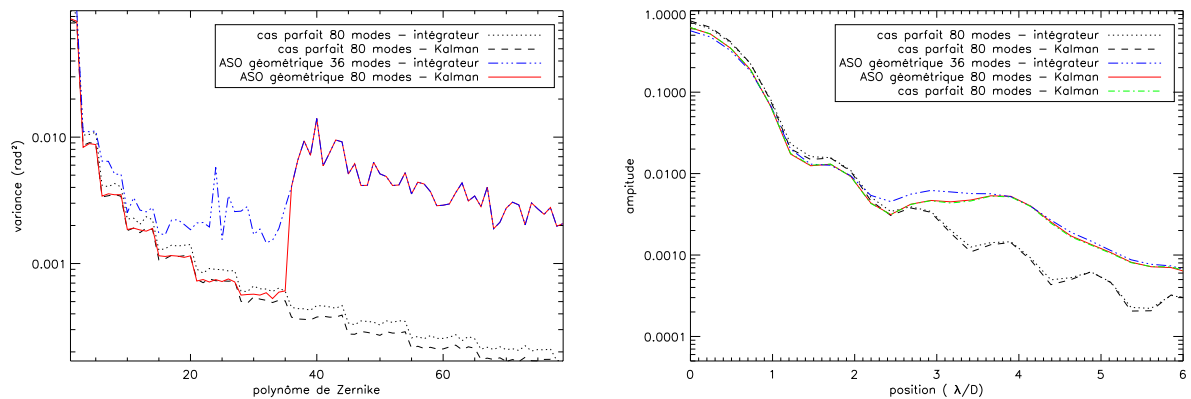 cas parfait 80 modes − intégrateur
cas parfait 80 modes − Kalman
ASO géométrique 36 modes − intégrateur
ASO géométrique 80 modes − Kalman
0.010
0.001
variance (rad²)
20
40
60
polynôme de Zernike
cas parfait 80 modes − intégrateur
cas parfait 80 modes − Kalman
ASO géométrique 36 modes − intégrateur
ASO géométrique 80 modes − Kalman
cas parfait 80 modes − Kalman
1.0000
0.1000
0.0100
0.0010
0.0001
ampitude
0
1
2
3
4
5
6
position ( λ/D)